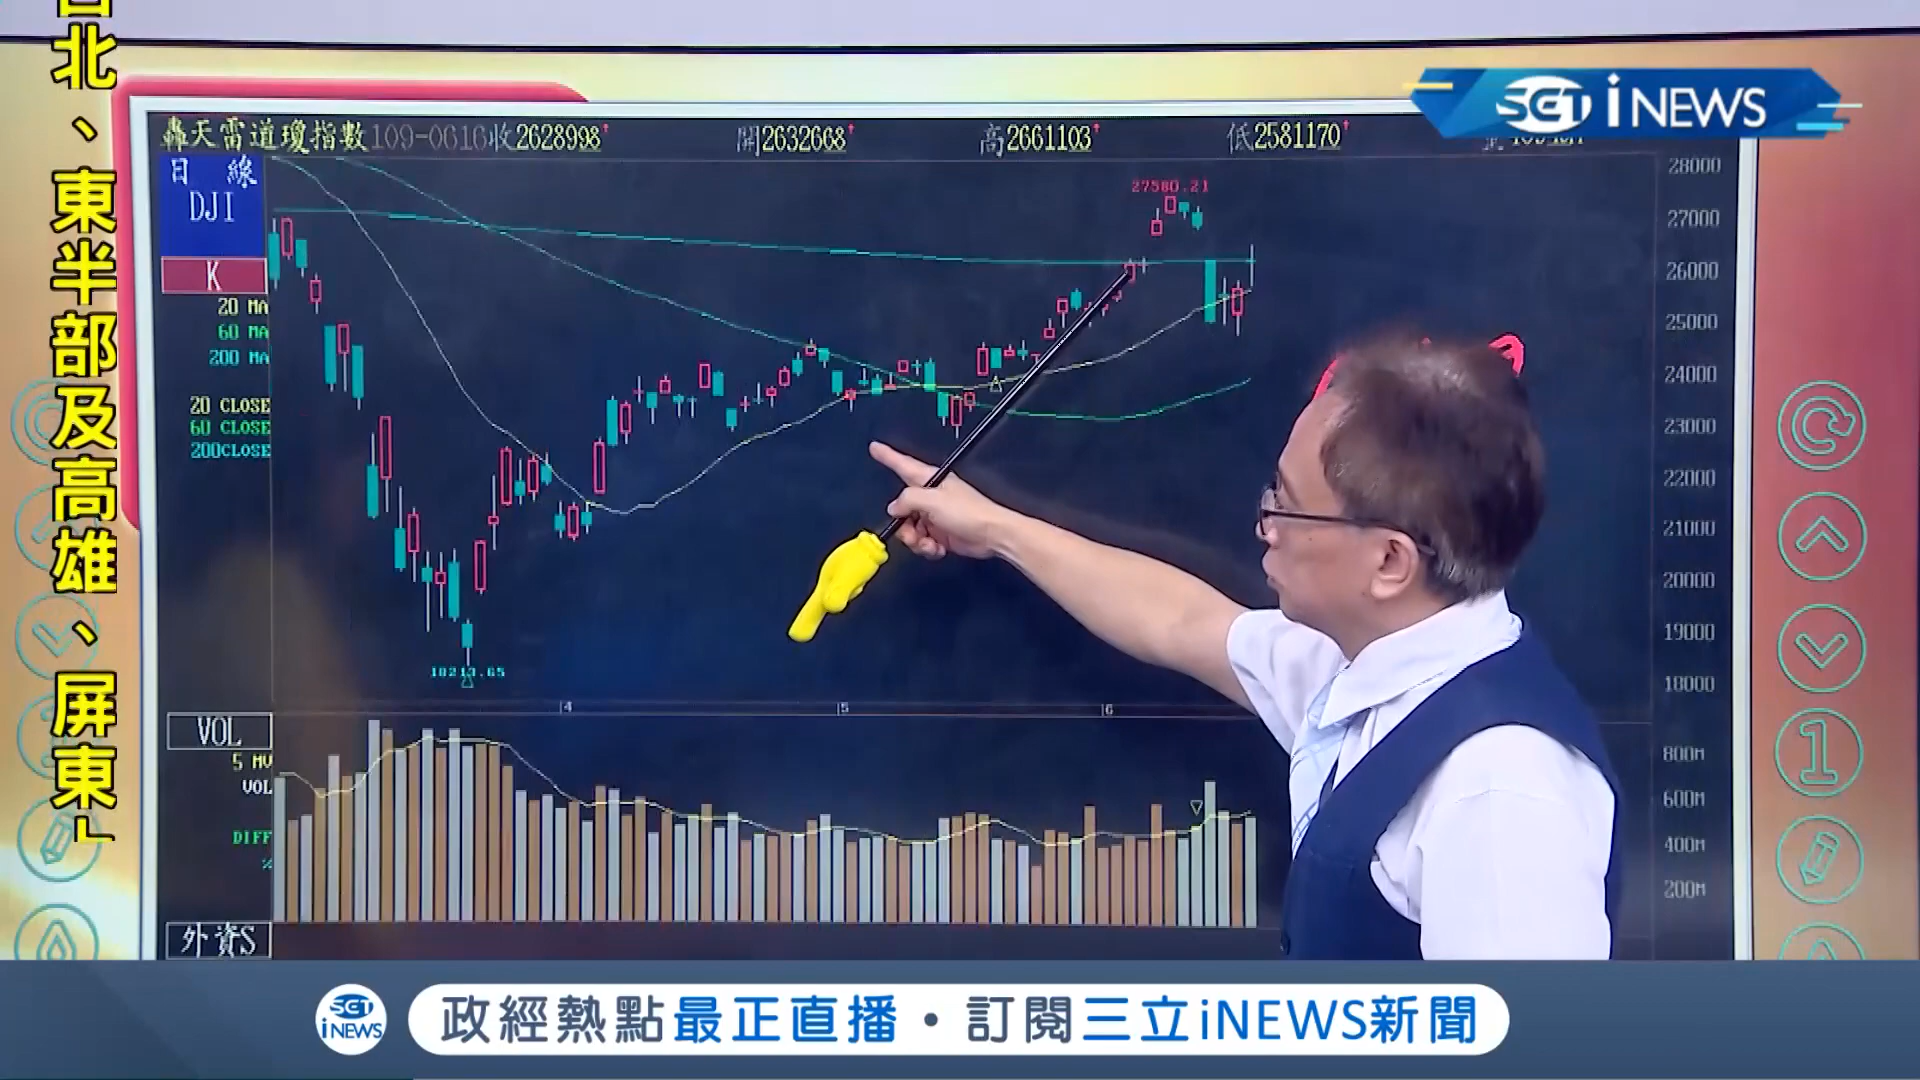 台北、東半部及高雄、屏東」
SET iNEWS
轟天雷道瓊指數109-0616收2628998↑ 開2632668↑ 高2661103↑ 低2581170↑
日線
DJI
K
20 MA
60 MA
200 MA
20 CLOSE
60 CLOSE
200CLOSE
27580.21
28000
27000
26000
25000
24000
23000
22000
21000
20000
19000
18000
4
5
6
VOL
5 MV
VOL
DIFF
%
800M
600M
400M
200M
外資S
1
SET iNEWS
政經熱點最正直播・訂閱三立iNEWS新聞